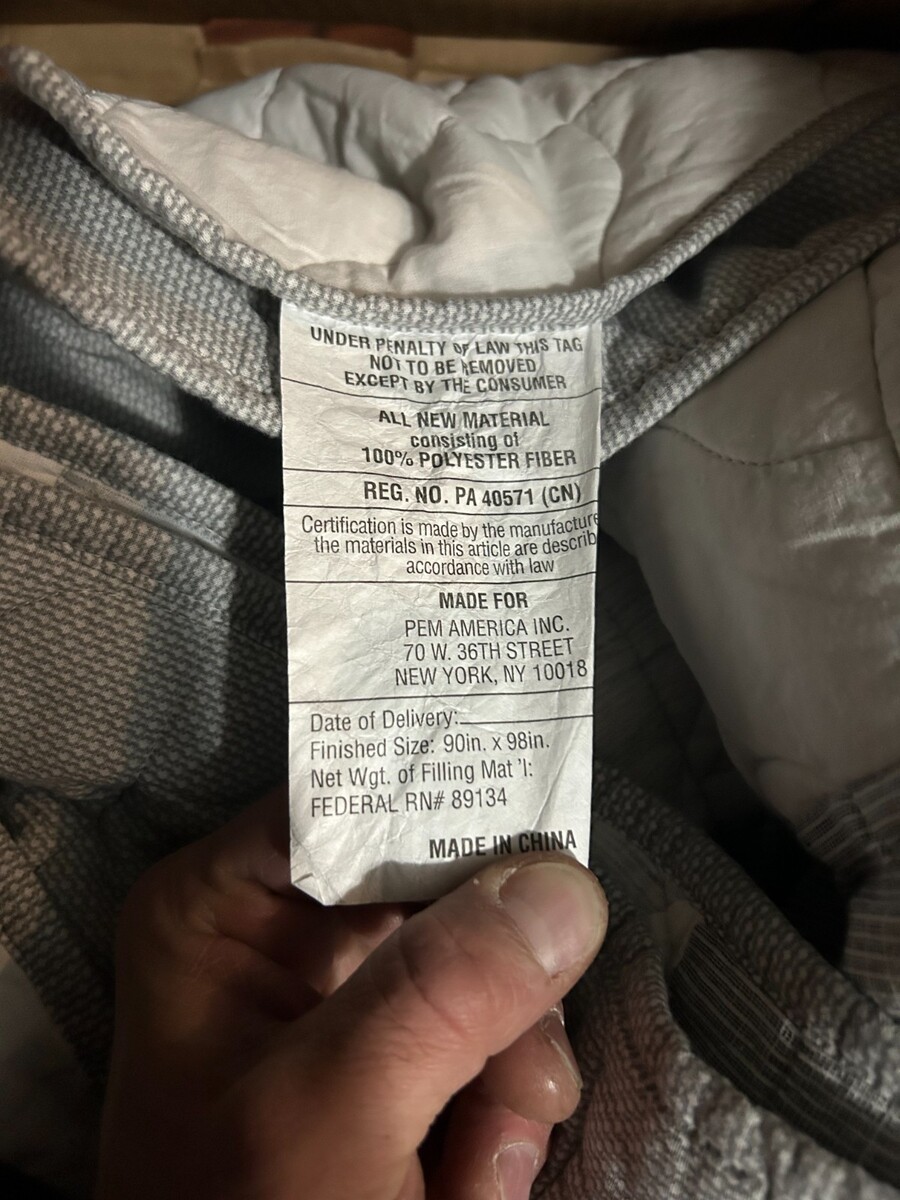 UNDER PENALTY OF LAW THIS TAG
NOT TO BE REMOVED
EXCEPT BY THE CONSUMER
ALL NEW MATERIAL
consisting of
100% POLYESTER FIBER
REG. NO. PA 40571 (CN)
Certification is made by the manufacture
the materials in this article are describ
accordance with law
MADE FOR
PEM AMERICA INC.
70 W. 36TH STREET
NEW YORK, NY 10018
Date of Delivery:
Finished Size: 90in. x 98in.
Net Wgt. of Filling Mat'l:
FEDERAL RN# 89134
MADE IN CHINA